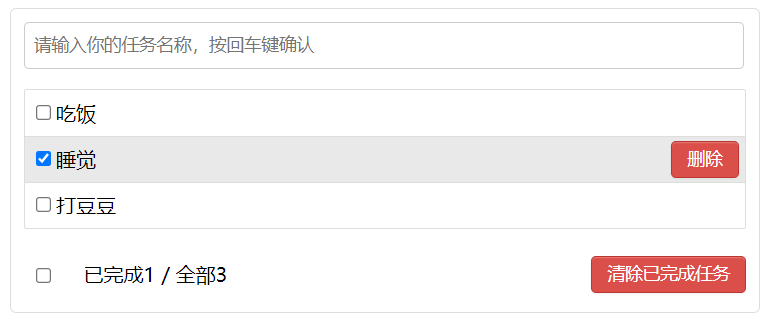 请输入你的任务名称，按回车键确认
吃饭
睡觉 删除
打豆豆
已完成1 / 全部3 清除已完成任务